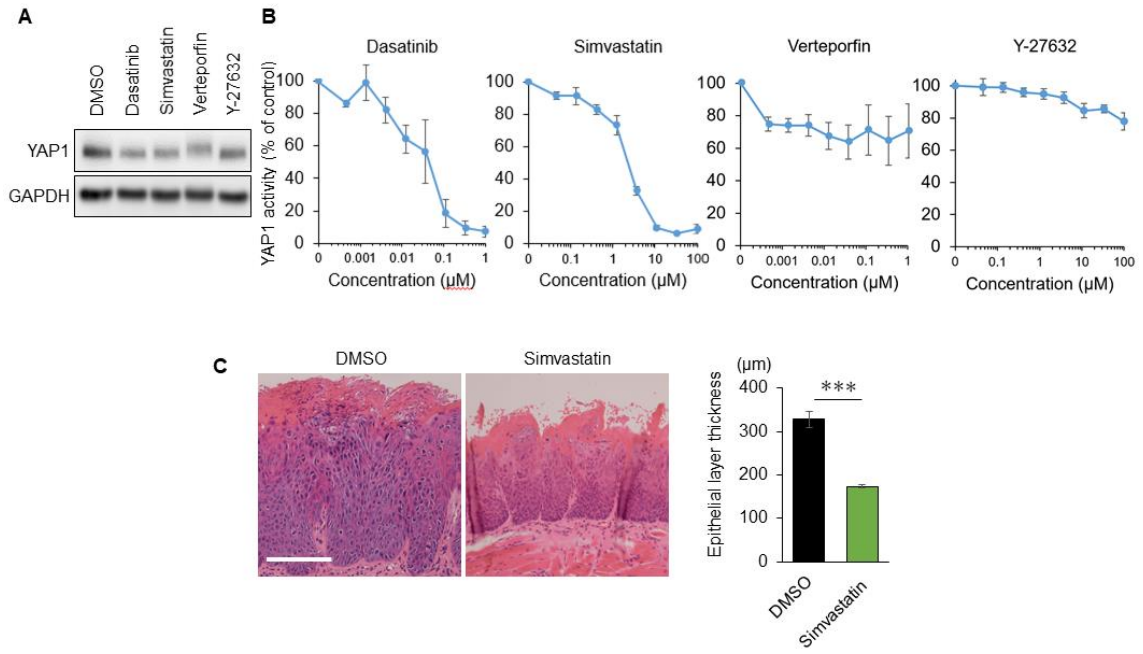 A
DMSO
Dasatinib
Simvastatin
Verteporfin
Y-27632
YAP1
GAPDH
B
YAP1 activity (% of control)
Dasatinib
100
80
60
40
20
0
0 0.001 0.01 0.1 1
Concentration (µM)
Simvastatin
100
80
60
40
20
0
0 0.1 1 10 100
Concentration (µM)
Verteporfin
100
80
60
40
20
0
0 0.001 0.01 0.1 1
Concentration (µM)
Y-27632
100
80
60
40
20
0
0 0.1 1 10 100
Concentration (µM)
C
DMSO
Simvastatin
(µm)
Epithelial layer thickness
400
300
200
100
0
***
DMSO
Simvastatin